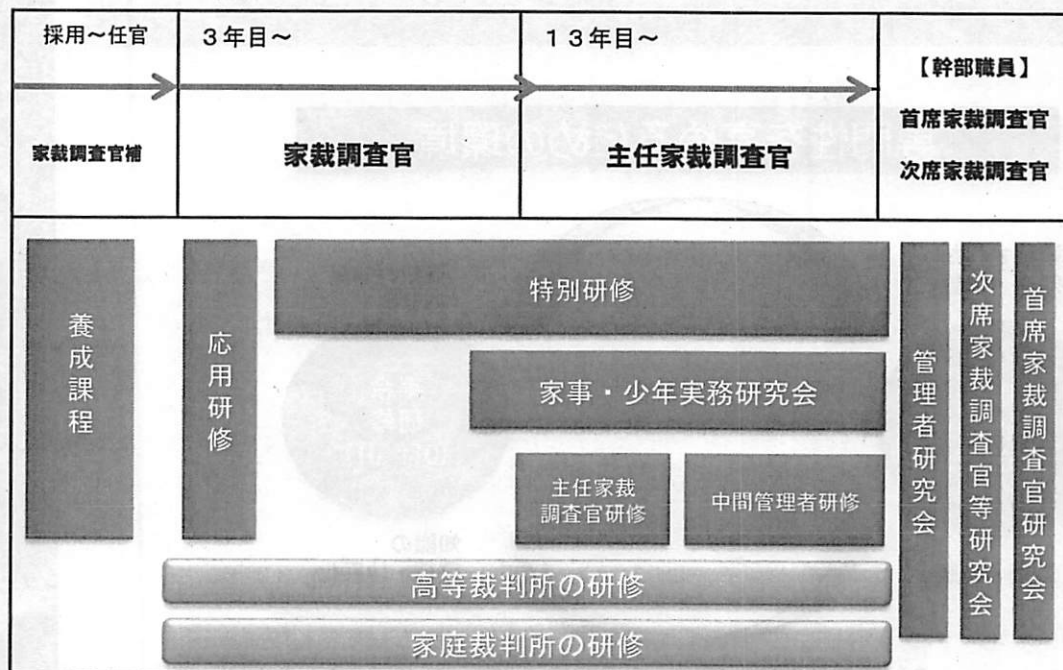 採用～任官
３年目～
１３年目～
【幹部職員】
首席家裁調査官
次席家裁調査官
家裁調査官補
家裁調査官
主任家裁調査官
養成課程
応用研修
特別研修
家事・少年実務研究会
主任家裁
調査官研修
中間管理者研修
高等裁判所の研修
家庭裁判所の研修
管理者研究会
次席家裁調査官等研究会
首席家裁調査官研究会